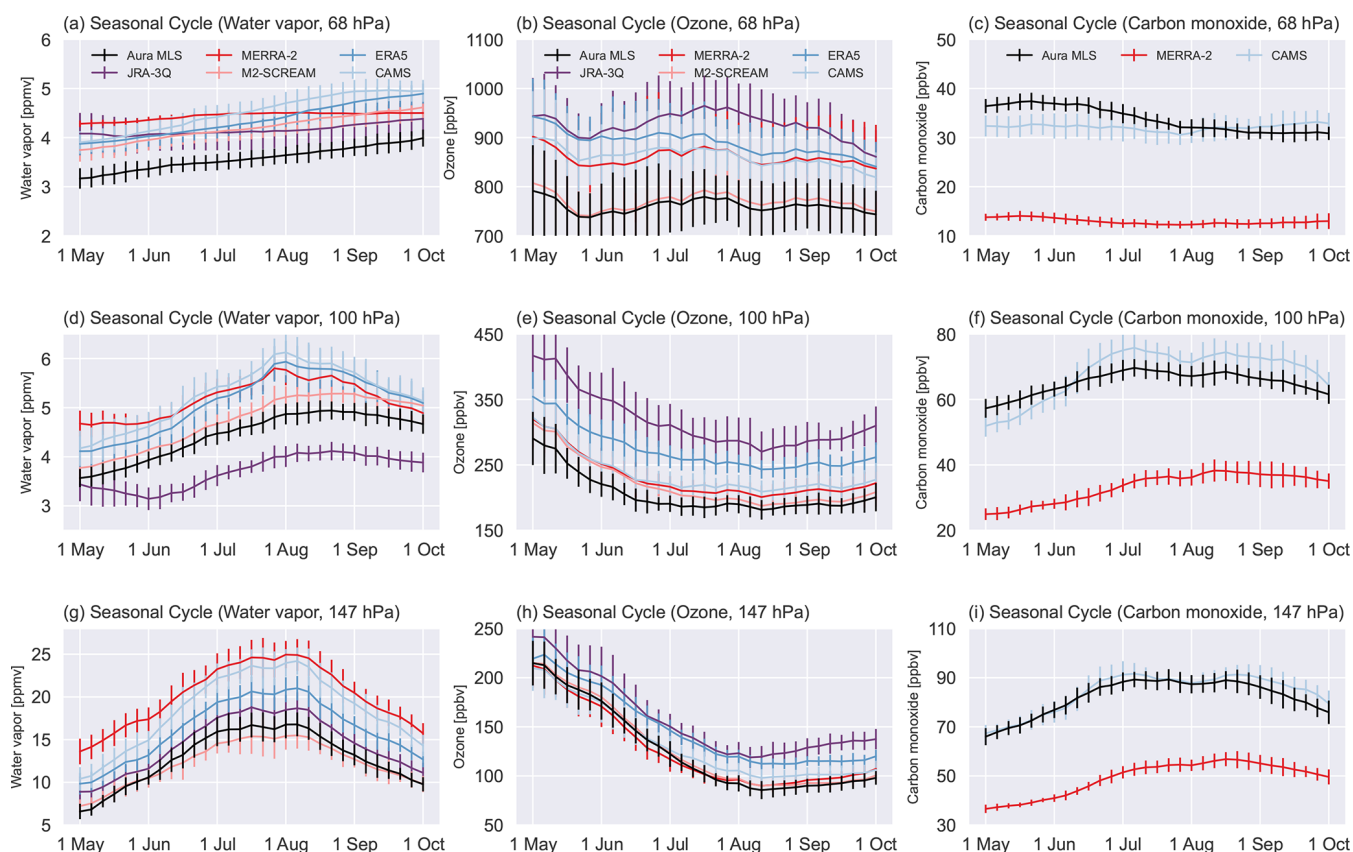 (a) Seasonal Cycle (Water vapor, 68 hPa)
Water vapor [ppmv]
6
5
4
3
2
Aura MLS MERRA-2 ERA5
JRA-3Q M2-SCREAM CAMS
1 May 1 Jun 1 Jul 1 Aug 1 Sep 1 Oct
(b) Seasonal Cycle (Ozone, 68 hPa)
Ozone [ppbv]
1100
1000
900
800
700
Aura MLS MERRA-2 ERA5
JRA-3Q M2-SCREAM CAMS
1 May 1 Jun 1 Jul 1 Aug 1 Sep 1 Oct
(c) Seasonal Cycle (Carbon monoxide, 68 hPa)
Carbon monoxide [ppbv]
50
40
30
20
10
Aura MLS MERRA-2 CAMS
1 May 1 Jun 1 Jul 1 Aug 1 Sep 1 Oct
(d) Seasonal Cycle (Water vapor, 100 hPa)
Water vapor [ppmv]
6
5
4
3
1 May 1 Jun 1 Jul 1 Aug 1 Sep 1 Oct
(e) Seasonal Cycle (Ozone, 100 hPa)
Ozone [ppbv]
450
350
250
150
1 May 1 Jun 1 Jul 1 Aug 1 Sep 1 Oct
(f) Seasonal Cycle (Carbon monoxide, 100 hPa)
Carbon monoxide [ppbv]
80
60
40
20
1 May 1 Jun 1 Jul 1 Aug 1 Sep 1 Oct
(g) Seasonal Cycle (Water vapor, 147 hPa)
Water vapor [ppmv]
25
20
15
10
5
1 May 1 Jun 1 Jul 1 Aug 1 Sep 1 Oct
(h) Seasonal Cycle (Ozone, 147 hPa)
Ozone [ppbv]
250
200
150
100
50
1 May 1 Jun 1 Jul 1 Aug 1 Sep 1 Oct
(i) Seasonal Cycle (Carbon monoxide, 147 hPa)
Carbon monoxide [ppbv]
110
90
70
50
30
1 May 1 Jun 1 Jul 1 Aug 1 Sep 1 Oct